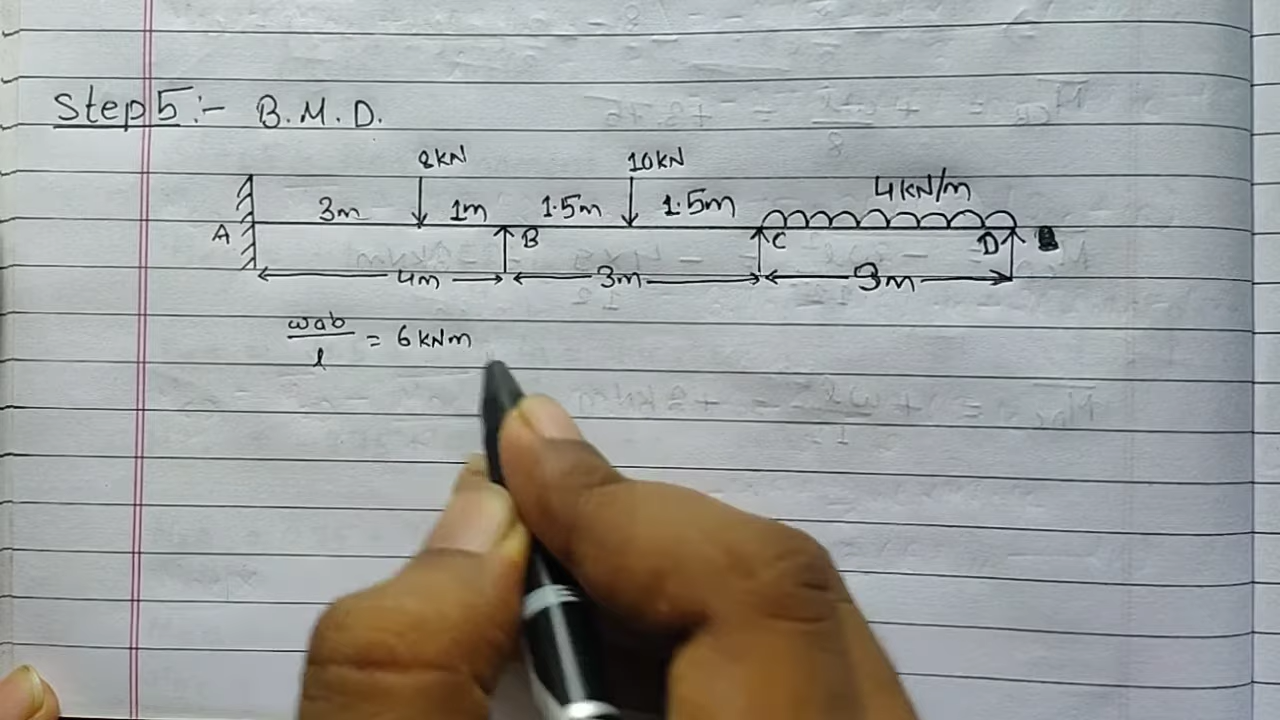 Step 5:- B.M.D.
8kN 10kN 4kN/m
3m 1m 1.5m 1.5m
A B C D
4m 3m 3m
wab/l = 6 kNm